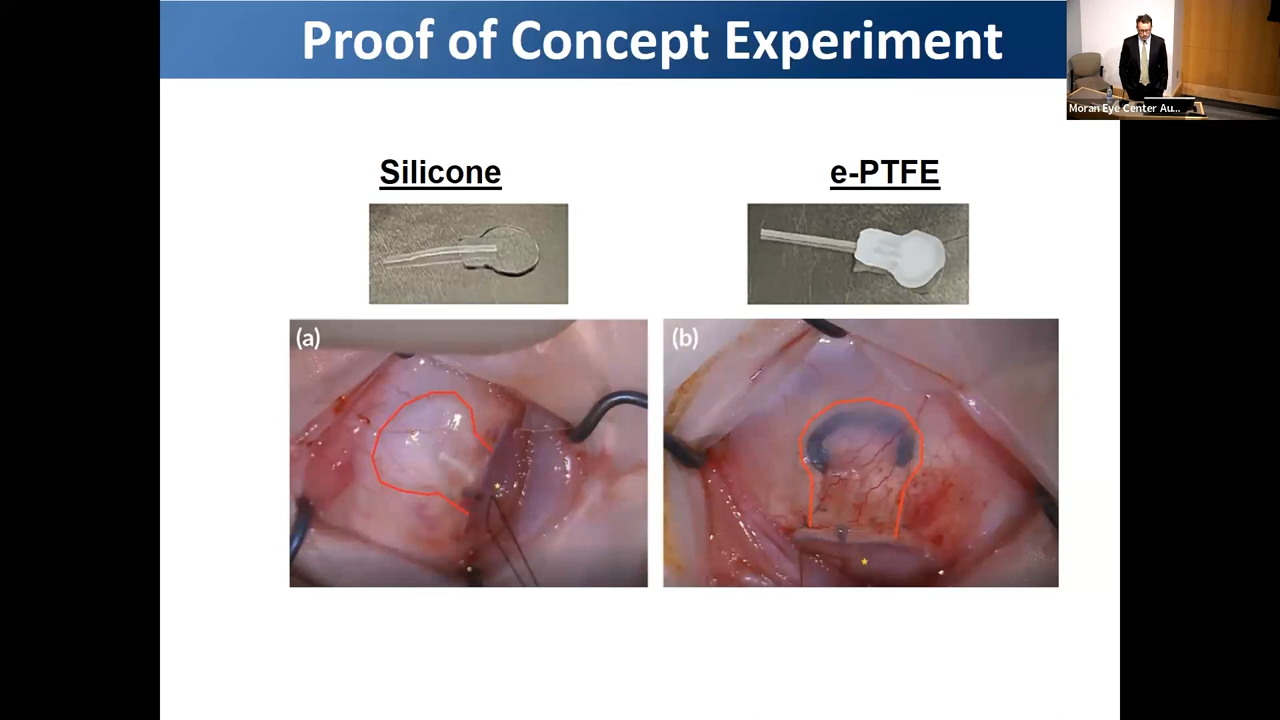 Proof of Concept Experiment
Moran Eye Center Au...
Silicone
e-PTFE
(a)
(b)